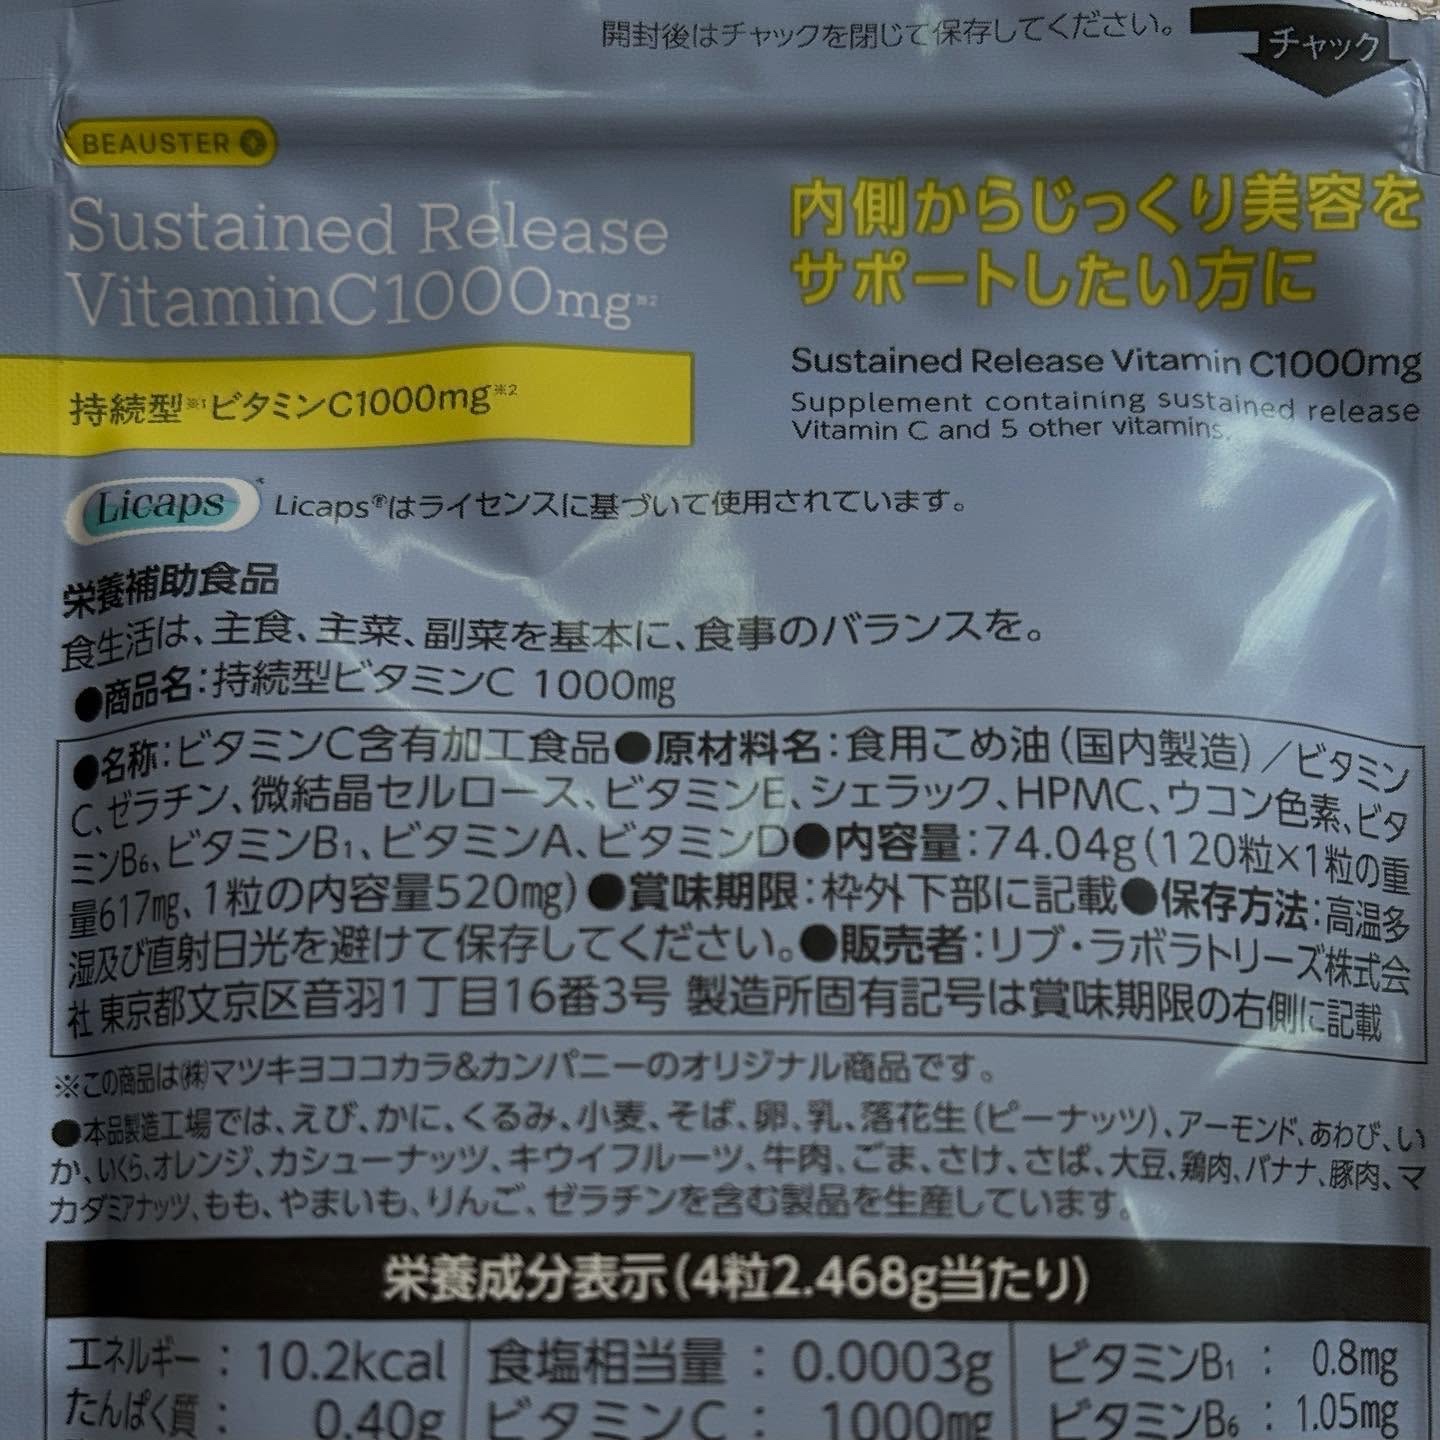 開封後はチャックを閉じて保存してください。
チャック
BEAUSTER
Sustained Release
VitaminC1000mg※2
持続型※1ビタミンC1000mg※2
内側からじっくり美容を
サポートしたい方に
Sustained Release Vitamin C1000mg
Supplement containing sustained release
Vitamin C and 5 other vitamins.
Licaps Licaps®はライセンスに基づいて使用されています。
栄養補助食品
食生活は、主食、主菜、副菜を基本に、食事のバランスを。
●商品名：持続型ビタミンC 1000mg
●名称：ビタミンC含有加工食品●原材料名：食用こめ油（国内製造）／ビタミン
C、ゼラチン、微結晶セルロース、ビタミンE、シェラック、HPMC、ウコン色素、ビタ
ミンB₆、ビタミンB₁、ビタミンA、ビタミンD●内容量：74.04g（120粒×1粒の重
量617mg、1粒の内容量520mg）●賞味期限：枠外下部に記載●保存方法：高温多
湿及び直射日光を避けて保存してください。●販売者：リブ・ラボラトリーズ株式会
社 東京都文京区音羽1丁目16番3号 製造所固有記号は賞味期限の右側に記載
※この商品は㈱マツキヨココカラ&カンパニーのオリジナル商品です。
●本品製造工場では、えび、かに、くるみ、小麦、そば、卵、乳、落花生（ピーナッツ）、アーモンド、あわび、い
か、いくら、オレンジ、カシューナッツ、キウイフルーツ、牛肉、ごま、さけ、さば、大豆、鶏肉、バナナ、豚肉、マ
カダミアナッツ、もも、やまいも、りんご、ゼラチンを含む製品を生産しています。
栄養成分表示（4粒2.468g当たり）
エネルギー：10.2kcal 食塩相当量：0.0003g ビタミンB₁：0.8mg
たんぱく質：0.40g ビタミンC：1000mg ビタミンB₆：1.05mg